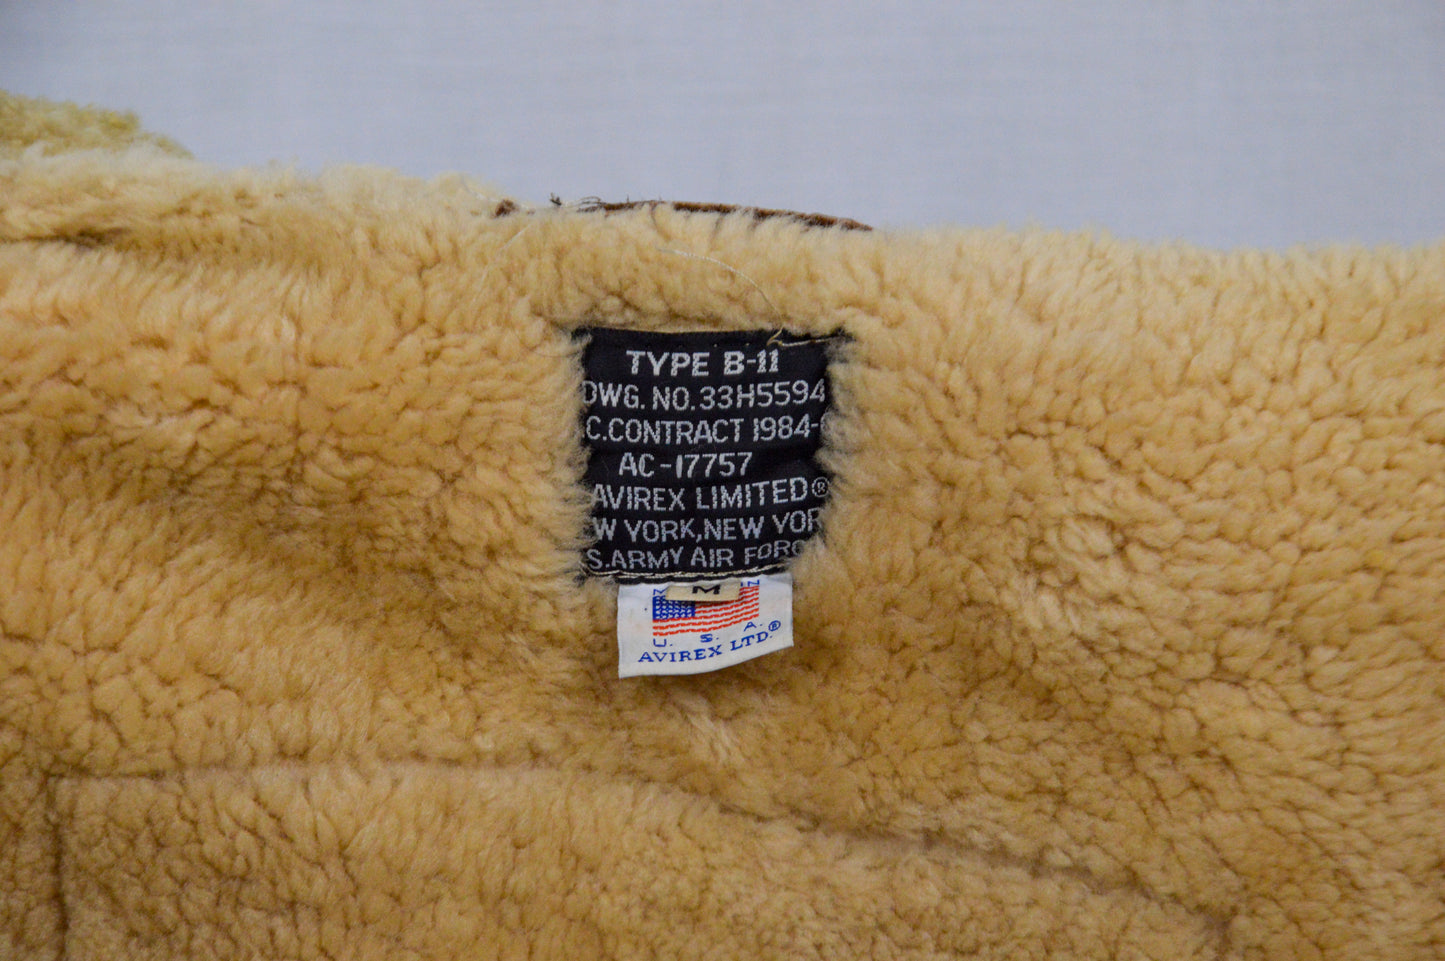 TYPE B-11
DWG. NO. 33H5594
C. CONTRACT 1984-
AC-17757
AVIREX LIMITED®
W YORK, NEW YOR
S. ARMY AIR FORC
M
U. S. A.
AVIREX LTD.®